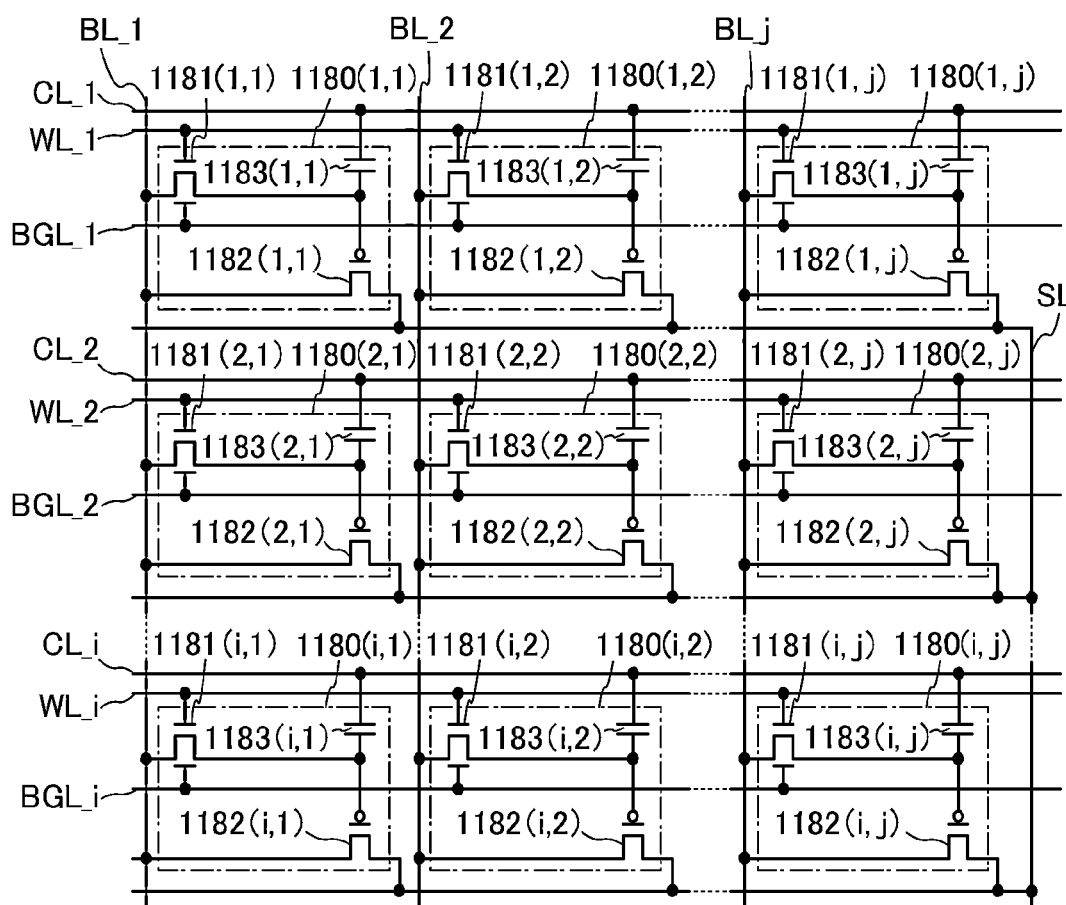 BL_1 BL_2 BL_j
1181(1,1) 1180(1,1) 1181(1,2) 1180(1,2) 1181(1,j) 1180(1,j)
CL_1
WL_1
1183(1,1) 1183(1,2) 1183(1,j)
BGL_1
1182(1,1) 1182(1,2) 1182(1,j)
SL
CL_2
1181(2,1) 1180(2,1) 1181(2,2) 1180(2,2) 1181(2,j) 1180(2,j)
WL_2
1183(2,1) 1183(2,2) 1183(2,j)
BGL_2
1182(2,1) 1182(2,2) 1182(2,j)
CL_i
1181(i,1) 1180(i,1) 1181(i,2) 1180(i,2) 1181(i,j) 1180(i,j)
WL_i
1183(i,1) 1183(i,2) 1183(i,j)
BGL_i
1182(i,1) 1182(i,2) 1182(i,j)